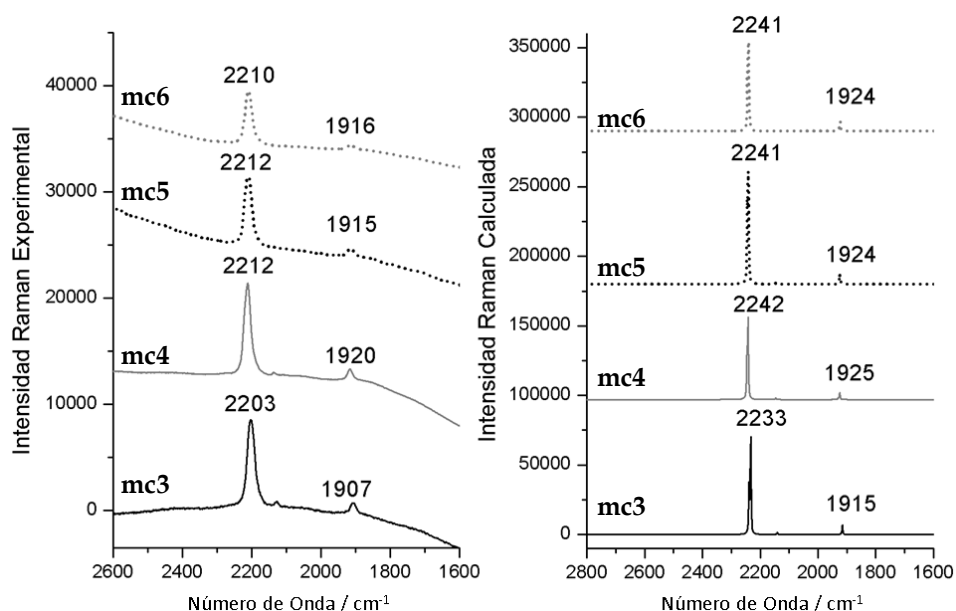 Intensidad Raman Experimental
40000
30000
20000
10000
0
mc6
2210
1916
mc5
2212
1915
mc4
2212
1920
mc3
2203
1907
2600 2400 2200 2000 1800 1600
Número de Onda / cm-1
Intensidad Raman Calculada
350000
300000
250000
200000
150000
100000
50000
0
mc6
2241
1924
mc5
2241
1924
mc4
2242
1925
mc3
2233
1915
2800 2600 2400 2200 2000 1800 1600
Número de Onda / cm-1